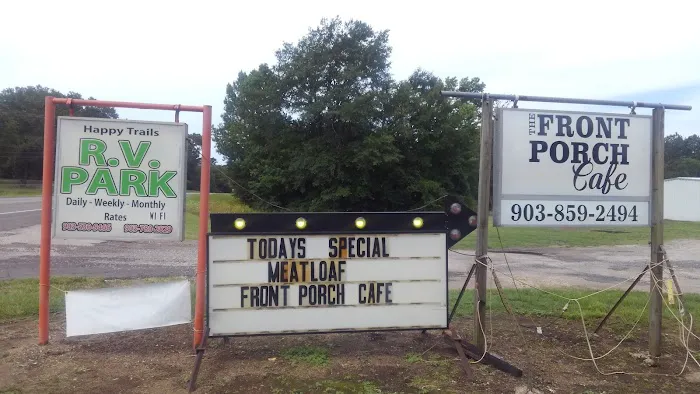 Happy Trails
R.V.
PARK
Daily - Weekly - Monthly
Rates WI FI
TODAYS SPECIAL
MEATLOAF
FRONT PORCH CAFE
THE FRONT
PORCH
Cafe
903-859-2494